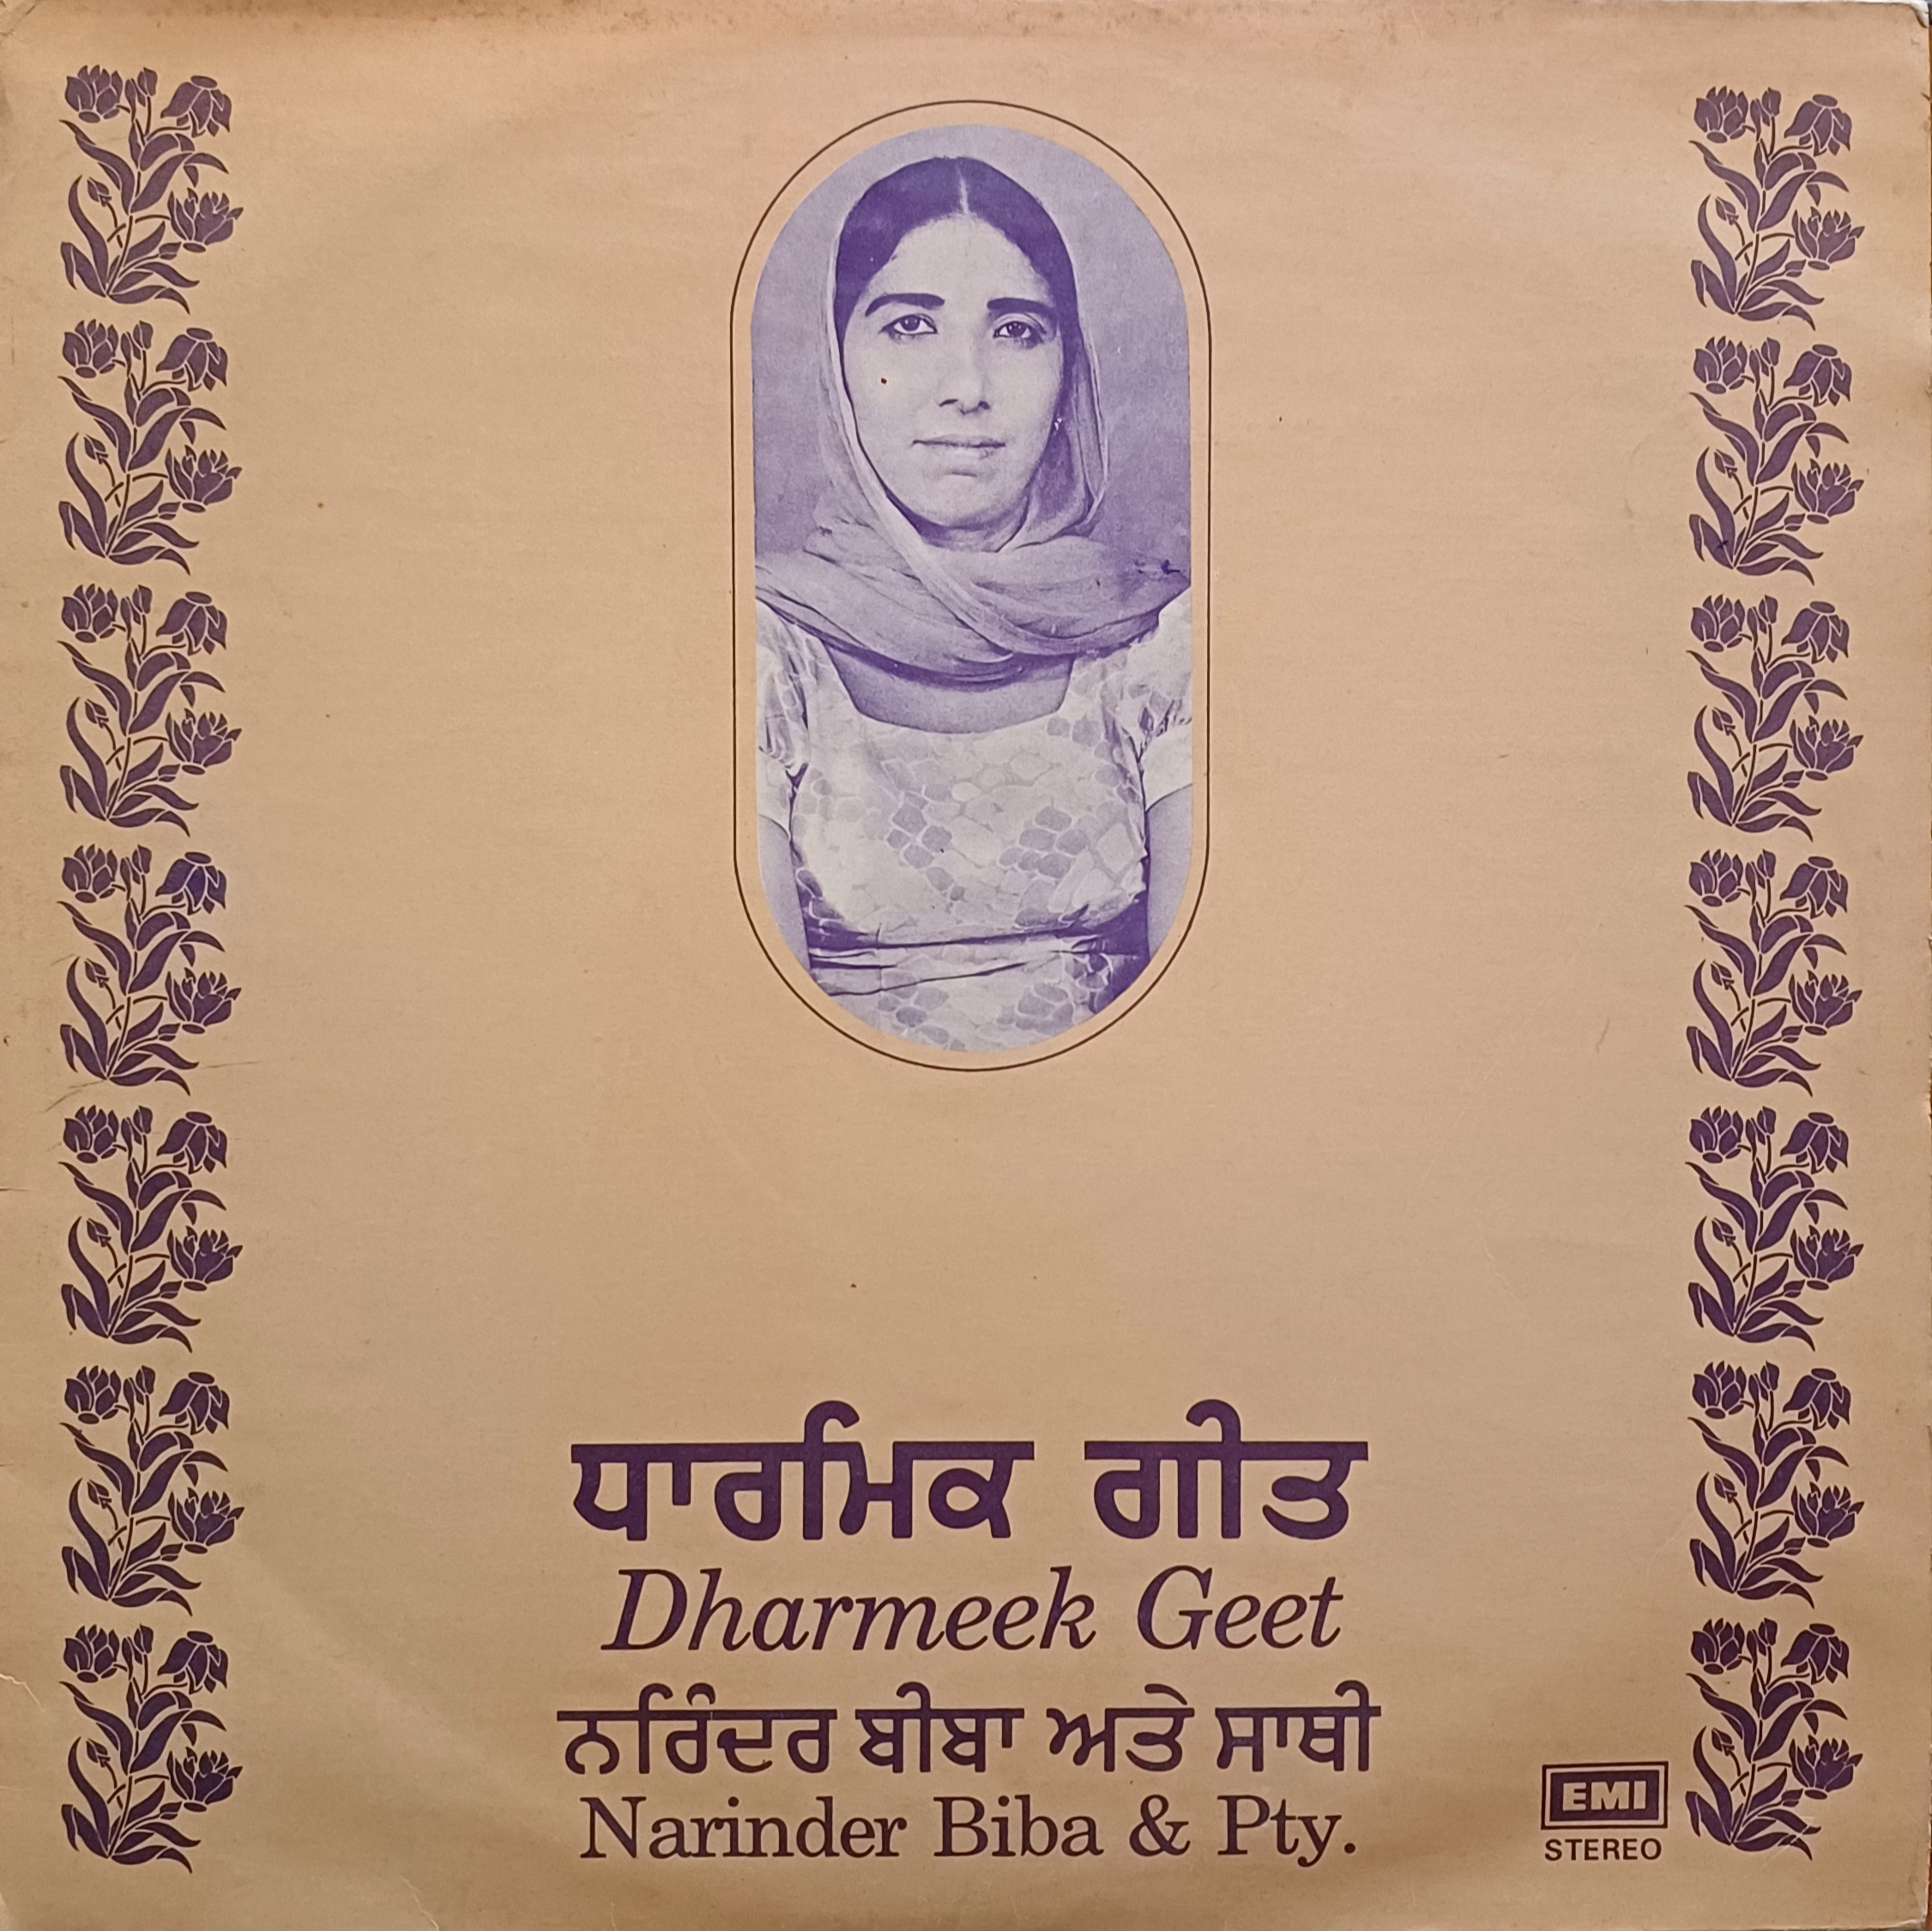 ਧਾਰਮਿਕ ਗੀਤ
Dharmeek Geet
ਨਰਿੰਦਰ ਬੀਬਾ ਅਤੇ ਸਾਥੀ
Narinder Biba & Pty.
EMI
STEREO